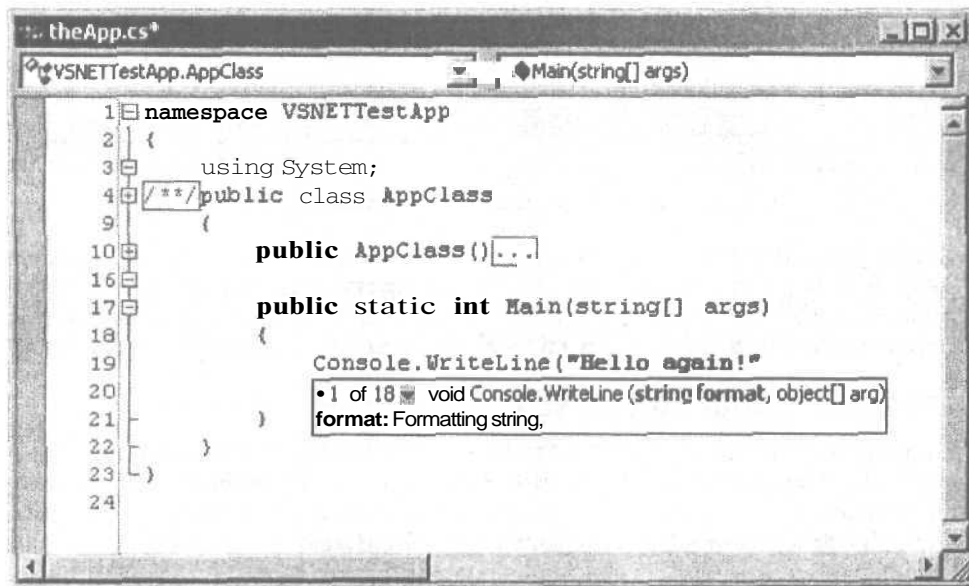 theApp.cs*
VSNETTestApp.AppClass Main(string[] args)
1 namespace VSNETTestApp
2 {
3 using System;
4 /**/public class AppClass
9 {
10 public AppClass()...
16
17 public static int Main(string[] args)
18 {
19 Console.WriteLine("Hello again!"
20 • 1 of 18 void Console.WriteLine (string format, object[] arg)
21 } format: Formatting string,
22 }
23 }
24